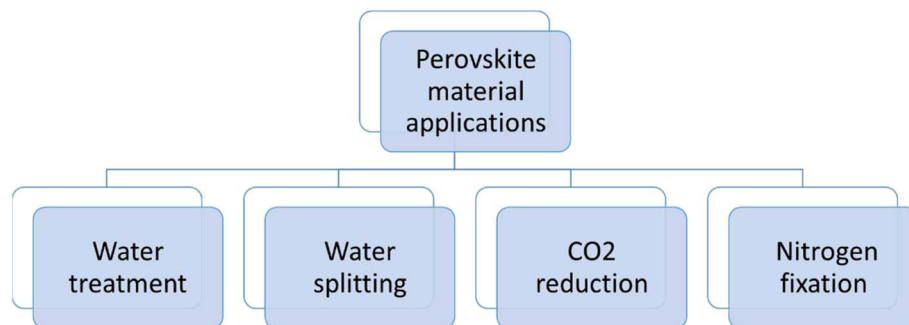 Perovskite
material
applications
Water
treatment
Water
splitting
CO2
reduction
Nitrogen
fixation